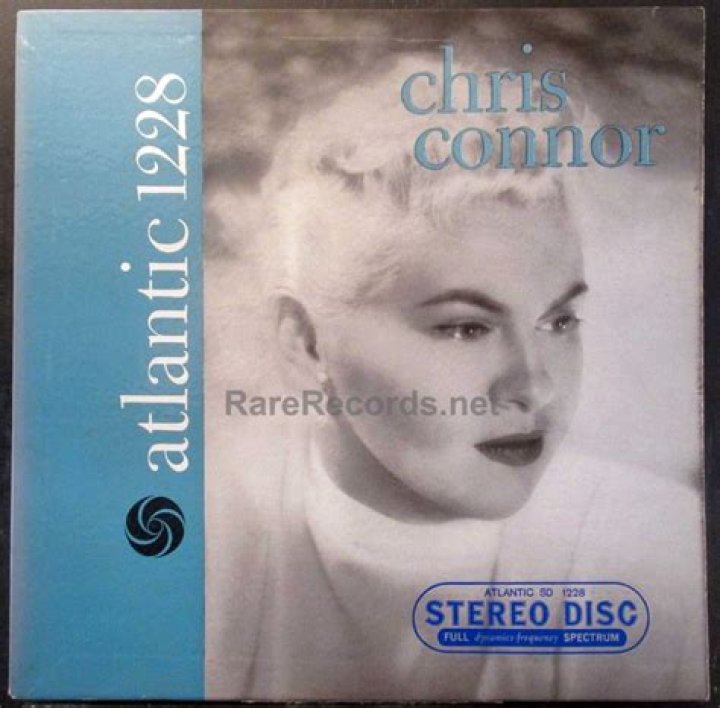 chris
connor
atlantic 1228
RareRecords.net
ATLANTIC SD 1228
STEREO DISC
FULL dynamics-frequency SPECTRUM